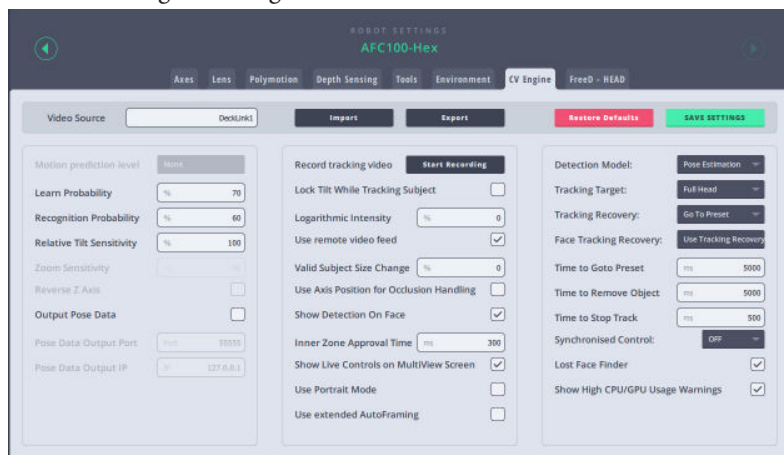 ROBOT SETTINGS
AFC100-Hex
Axes Lens Polymotion Depth Sensing Tools Environment CV Engine FreeD - HEAD
Video Source DeckLink1 Import Export Restore Defaults SAVE SETTINGS
Motion prediction level None
Learn Probability % 70
Recognition Probability % 60
Relative Tilt Sensitivity % 100
Zoom Sensitivity
Reverse Z Axis
Output Pose Data
Pose Data Output Port Port 55555
Pose Data Output IP IP 127.0.0.1
Record tracking video Start Recording
Lock Tilt While Tracking Subject
Logarithmic Intensity % 0
Use remote video feed
Valid Subject Size Change % 0
Use Axis Position for Occlusion Handling
Show Detection On Face
Inner Zone Approval Time ms 300
Show Live Controls on MultiView Screen
Use Portrait Mode
Use extended AutoFraming
Detection Model: Pose Estimation
Tracking Target: Full Head
Tracking Recovery: Go To Preset
Face Tracking Recovery: Use Tracking Recovery
Time to Goto Preset ms 5000
Time to Remove Object ms 5000
Time to Stop Track ms 500
Synchronised Control: OFF
Lost Face Finder
Show High CPU/GPU Usage Warnings